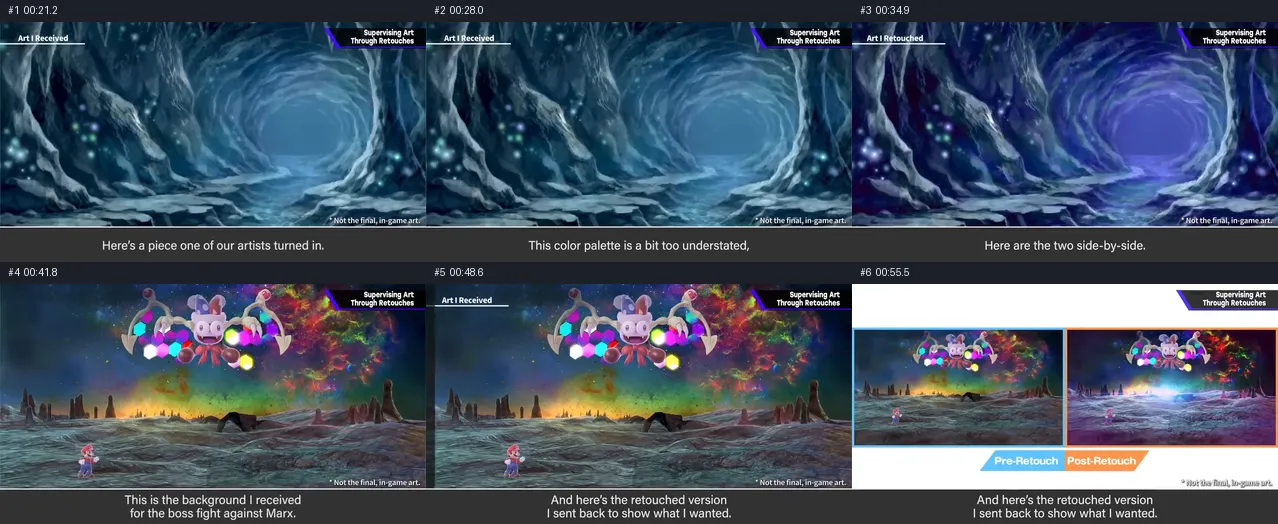 #1 00:21.2
Art I Received
Supervising Art
Through Retouches
* Not the final, in-game art.
Here's a piece one of our artists turned in.
#2 00:28.0
Art I Received
Supervising Art
Through Retouches
* Not the final, in-game art.
This color palette is a bit too understated,
#3 00:34.9
Art I Retouched
Supervising Art
Through Retouches
* Not the final, in-game art.
Here are the two side-by-side.
#4 00:41.8
Supervising Art
Through Retouches
* Not the final, in-game art.
This is the background I received
for the boss fight against Marx.
#5 00:48.6
Art I Received
Supervising Art
Through Retouches
* Not the final, in-game art.
And here's the retouched version
I sent back to show what I wanted.
#6 00:55.5
Supervising Art
Through Retouches
Pre-Retouch
Post-Retouch
* Not the final, in-game art.
And here's the retouched version
I sent back to show what I wanted.